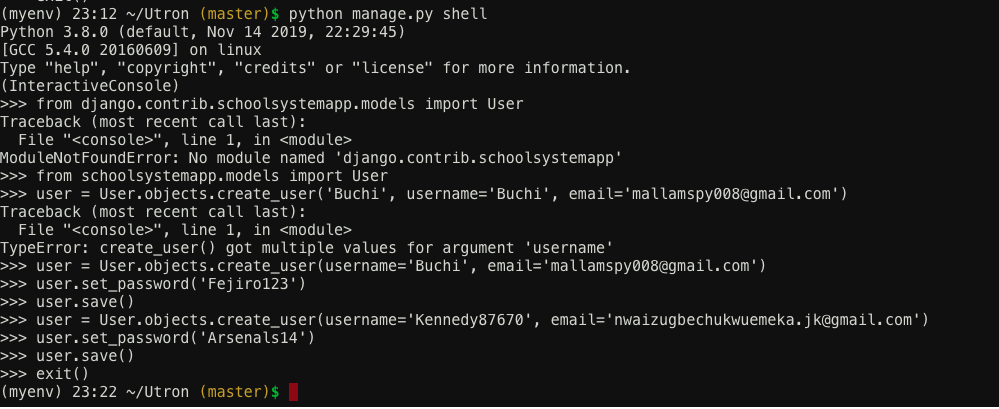 (myenv) 23:12 ~/Utron (master)$ python manage.py shell
Python 3.8.0 (default, Nov 14 2019, 22:29:45)
[GCC 5.4.0 20160609] on linux
Type "help", "copyright", "credits" or "license" for more information.
(InteractiveConsole)
>>> from django.contrib.schoolsystemapp.models import User
Traceback (most recent call last):
  File "<console>", line 1, in <module>
ModuleNotFoundError: No module named 'django.contrib.schoolsystemapp'
>>> from schoolsystemapp.models import User
>>> user = User.objects.create_user('Buchi', username='Buchi', email='mallamspy008@gmail.com')
Traceback (most recent call last):
  File "<console>", line 1, in <module>
TypeError: create_user() got multiple values for argument 'username'
>>> user = User.objects.create_user(username='Buchi', email='mallamspy008@gmail.com')
>>> user.set_password('Fejiro123')
>>> user.save()
>>> user = User.objects.create_user(username='Kennedy87670', email='nwaizugbechukwuemeka.jk@gmail.com')
>>> user.set_password('Arsenals14')
>>> user.save()
>>> exit()
(myenv) 23:22 ~/Utron (master)$